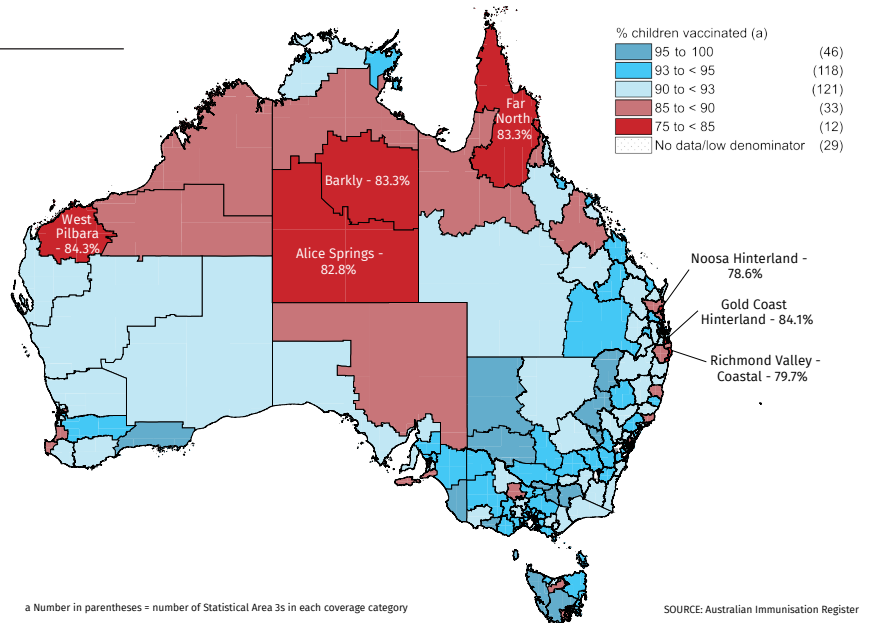 % children vaccinated (a)
95 to 100 (46)
93 to < 95 (118)
90 to < 93 (121)
85 to < 90 (33)
75 to < 85 (12)
No data/low denominator (29)
Far
North
83.3%
Barkly - 83.3%
West
Pilbara
- 84.3%
Alice Springs -
82.8%
Noosa Hinterland -
78.6%
Gold Coast
Hinterland - 84.1%
Richmond Valley -
Coastal - 79.7%
a Number in parentheses = number of Statistical Area 3s in each coverage category
SOURCE: Australian Immunisation Register